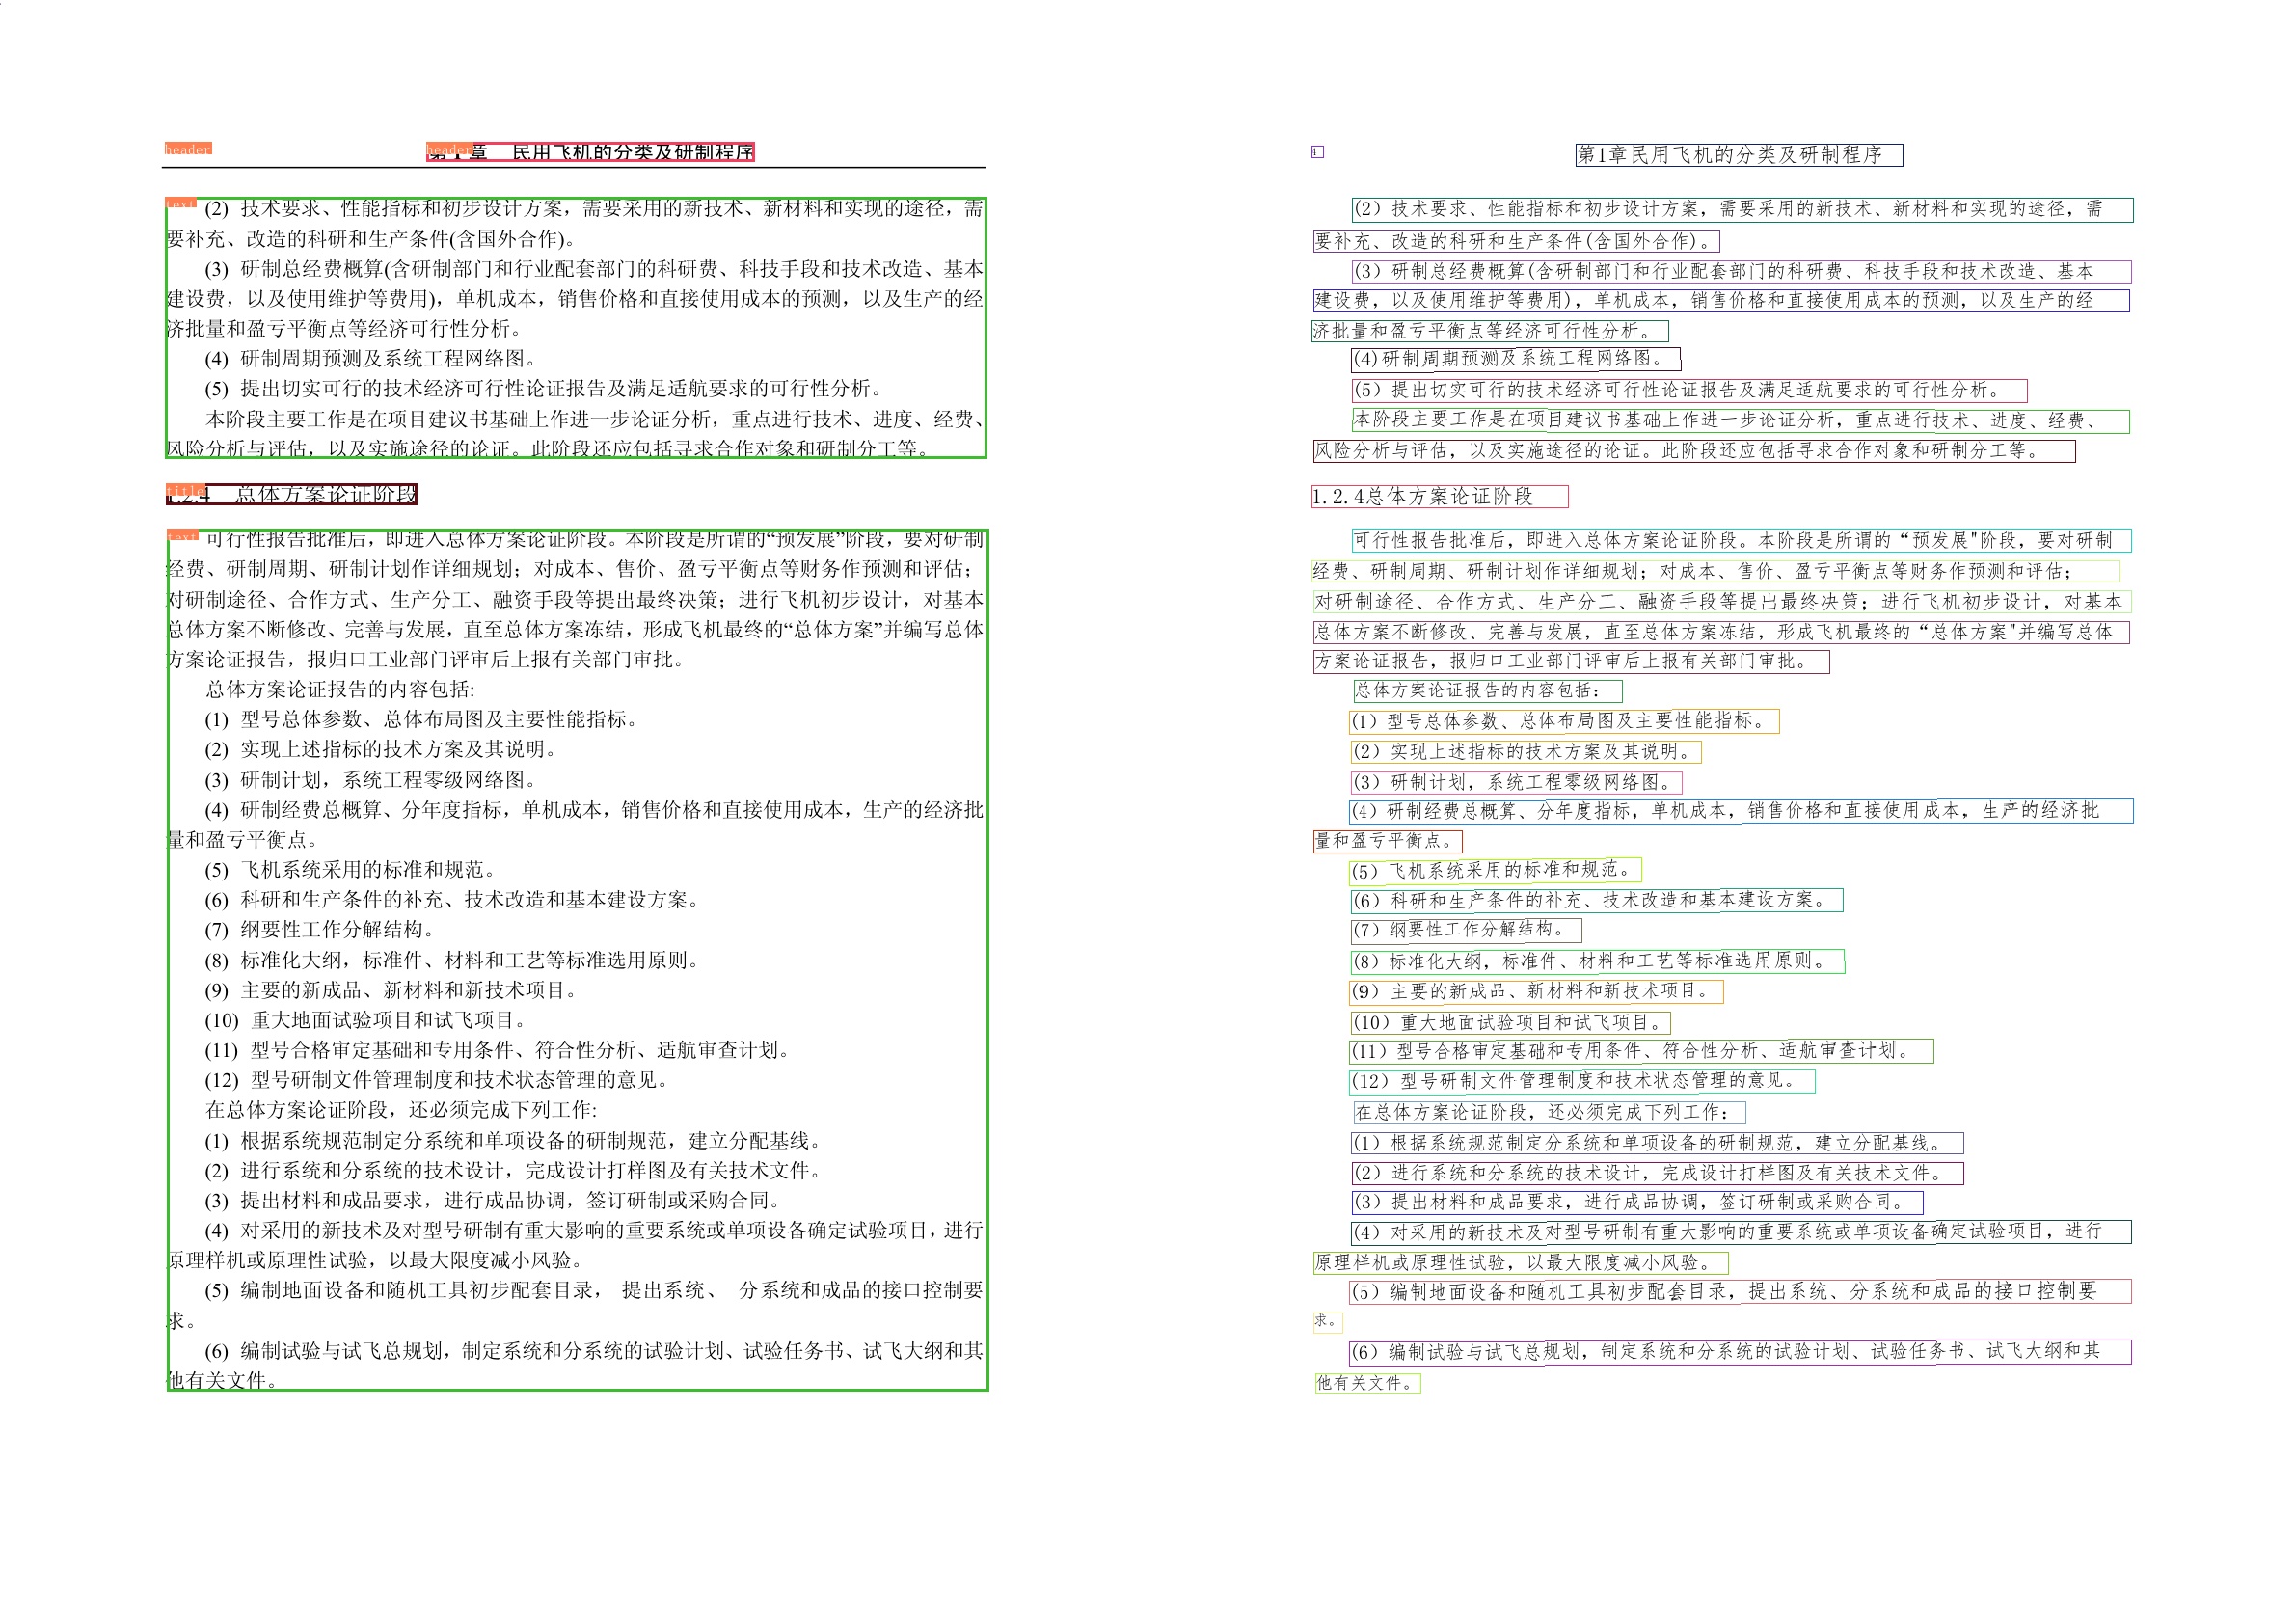 header
header
第1章 民用飞机的分类及研制程序
text
(2) 技术要求、性能指标和初步设计方案，需要采用的新技术、新材料和实现的途径，需
要补充、改造的科研和生产条件(含国外合作)。
(3) 研制总经费概算(含研制部门和行业配套部门的科研费、科技手段和技术改造、基本
建设费，以及使用维护等费用)，单机成本，销售价格和直接使用成本的预测，以及生产的经
济批量和盈亏平衡点等经济可行性分析。
(4) 研制周期预测及系统工程网络图。
(5) 提出切实可行的技术经济可行性论证报告及满足适航要求的可行性分析。
本阶段主要工作是在项目建议书基础上作进一步论证分析，重点进行技术、进度、经费、
风险分析与评估，以及实施途径的论证。此阶段还应包括寻求合作对象和研制分工等。
title
1.2.4 总体方案论证阶段
text
可行性报告批准后，即进入总体方案论证阶段。本阶段是所谓的“预发展”阶段，要对研制
经费、研制周期、研制计划作详细规划；对成本、售价、盈亏平衡点等财务作预测和评估；
对研制途径、合作方式、生产分工、融资手段等提出最终决策；进行飞机初步设计，对基本
总体方案不断修改、完善与发展，直至总体方案冻结，形成飞机最终的“总体方案”并编写总体
方案论证报告，报归口工业部门评审后上报有关部门审批。
总体方案论证报告的内容包括:
(1) 型号总体参数、总体布局图及主要性能指标。
(2) 实现上述指标的技术方案及其说明。
(3) 研制计划，系统工程零级网络图。
(4) 研制经费总概算、分年度指标，单机成本，销售价格和直接使用成本，生产的经济批
量和盈亏平衡点。
(5) 飞机系统采用的标准和规范。
(6) 科研和生产条件的补充、技术改造和基本建设方案。
(7) 纲要性工作分解结构。
(8) 标准化大纲，标准件、材料和工艺等标准选用原则。
(9) 主要的新成品、新材料和新技术项目。
(10) 重大地面试验项目和试飞项目。
(11) 型号合格审定基础和专用条件、符合性分析、适航审查计划。
(12) 型号研制文件管理制度和技术状态管理的意见。
在总体方案论证阶段，还必须完成下列工作:
(1) 根据系统规范制定分系统和单项设备的研制规范，建立分配基线。
(2) 进行系统和分系统的技术设计，完成设计打样图及有关技术文件。
(3) 提出材料和成品要求，进行成品协调，签订研制或采购合同。
(4) 对采用的新技术及对型号研制有重大影响的重要系统或单项设备确定试验项目，进行
原理样机或原理性试验，以最大限度减小风险。
(5) 编制地面设备和随机工具初步配套目录， 提出系统、 分系统和成品的接口控制要
求。
(6) 编制试验与试飞总规划，制定系统和分系统的试验计划、试验任务书、试飞大纲和其
他有关文件。
第1章民用飞机的分类及研制程序
(2）技术要求、性能指标和初步设计方案，需要采用的新技术、新材料和实现的途径，需
要补充、改造的科研和生产条件(含国外合作)。
(3）研制总经费概算(含研制部门和行业配套部门的科研费、科技手段和技术改造、基本
建设费，以及使用维护等费用)，单机成本，销售价格和直接使用成本的预测，以及生产的经
济批量和盈亏平衡点等经济可行性分析。
(4)研制周期预测及系统工程网络图。
(5）提出切实可行的技术经济可行性论证报告及满足适航要求的可行性分析。
本阶段主要工作是在项目建议书基础上作进一步论证分析，重点进行技术、进度、经费、
风险分析与评估，以及实施途径的论证。此阶段还应包括寻求合作对象和研制分工等。
1.2.4总体方案论证阶段
可行性报告批准后，即进入总体方案论证阶段。本阶段是所谓的“预发展"阶段，要对研制
经费、研制周期、研制计划作详细规划；对成本、售价、盈亏平衡点等财务作预测和评估；
对研制途径、合作方式、生产分工、融资手段等提出最终决策；进行飞机初步设计，对基本
总体方案不断修改、完善与发展，直至总体方案冻结，形成飞机最终的“总体方案"并编写总体
方案论证报告，报归口工业部门评审后上报有关部门审批。
总体方案论证报告的内容包括：
(1）型号总体参数、总体布局图及主要性能指标。
(2）实现上述指标的技术方案及其说明。
(3）研制计划，系统工程零级网络图。
(4）研制经费总概算、分年度指标，单机成本，销售价格和直接使用成本，生产的经济批
量和盈亏平衡点。
(5）飞机系统采用的标准和规范。
(6）科研和生产条件的补充、技术改造和基本建设方案。
(7）纲要性工作分解结构。
(8）标准化大纲，标准件、材料和工艺等标准选用原则。
(9）主要的新成品、新材料和新技术项目。
(10）重大地面试验项目和试飞项目。
(11）型号合格审定基础和专用条件、符合性分析、适航审查计划。
(12）型号研制文件管理制度和技术状态管理的意见。
在总体方案论证阶段，还必须完成下列工作：
(1）根据系统规范制定分系统和单项设备的研制规范，建立分配基线。
(2）进行系统和分系统的技术设计，完成设计打样图及有关技术文件。
(3）提出材料和成品要求，进行成品协调，签订研制或采购合同。
(4）对采用的新技术及对型号研制有重大影响的重要系统或单项设备确定试验项目，进行
原理样机或原理性试验，以最大限度减小风险。
(5）编制地面设备和随机工具初步配套目录，提出系统、分系统和成品的接口控制要
求。
(6）编制试验与试飞总规划，制定系统和分系统的试验计划、试验任务书、试飞大纲和其
他有关文件。